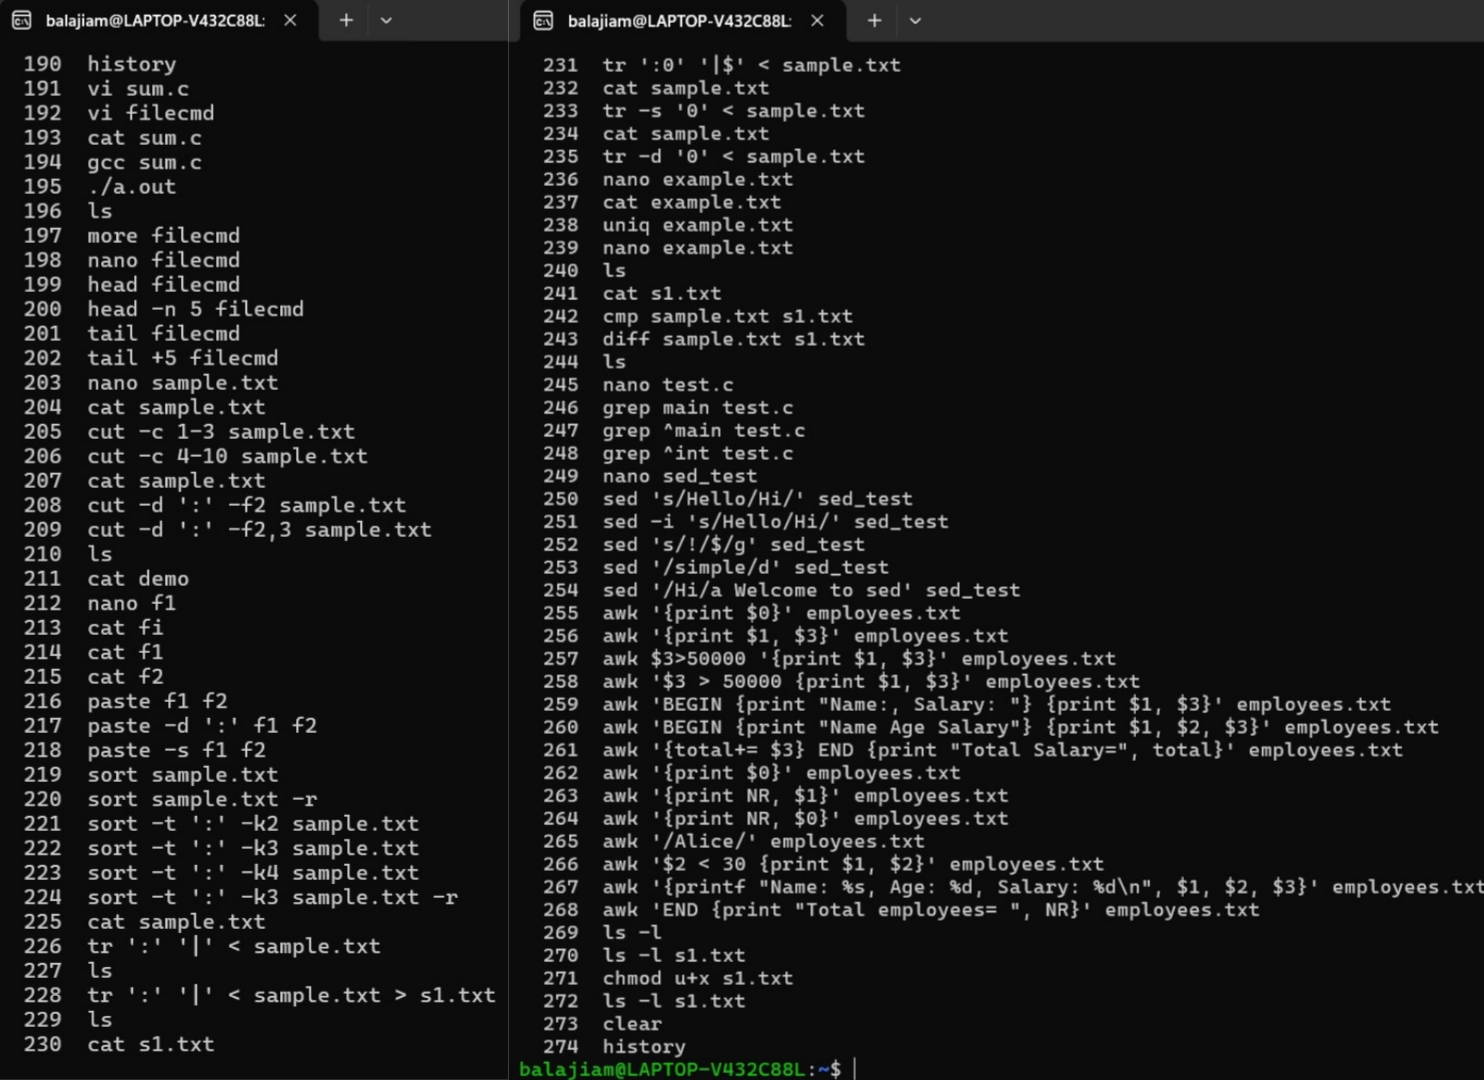 balajiam@LAPTOP-V432C88L:
190 history
191 vi sum.c
192 vi filecmd
193 cat sum.c
194 gcc sum.c
195 ./a.out
196 ls
197 more filecmd
198 nano filecmd
199 head filecmd
200 head -n 5 filecmd
201 tail filecmd
202 tail +5 filecmd
203 nano sample.txt
204 cat sample.txt
205 cut -c 1-3 sample.txt
206 cut -c 4-10 sample.txt
207 cat sample.txt
208 cut -d ':' -f2 sample.txt
209 cut -d ':' -f2,3 sample.txt
210 ls
211 cat demo
212 nano f1
213 cat fi
214 cat f1
215 cat f2
216 paste f1 f2
217 paste -d ':' f1 f2
218 paste -s f1 f2
219 sort sample.txt
220 sort sample.txt -r
221 sort -t ':' -k2 sample.txt
222 sort -t ':' -k3 sample.txt
223 sort -t ':' -k4 sample.txt
224 sort -t ':' -k3 sample.txt -r
225 cat sample.txt
226 tr ':' '|' < sample.txt
227 ls
228 tr ':' '|' < sample.txt > s1.txt
229 ls
230 cat s1.txt
balajiam@LAPTOP-V432C88L:
231 tr ':0' '|$' < sample.txt
232 cat sample.txt
233 tr -s '0' < sample.txt
234 cat sample.txt
235 tr -d '0' < sample.txt
236 nano example.txt
237 cat example.txt
238 uniq example.txt
239 nano example.txt
240 ls
241 cat s1.txt
242 cmp sample.txt s1.txt
243 diff sample.txt s1.txt
244 ls
245 nano test.c
246 grep main test.c
247 grep ^main test.c
248 grep ^int test.c
249 nano sed_test
250 sed 's/Hello/Hi/' sed_test
251 sed -i 's/Hello/Hi/' sed_test
252 sed 's/!/$/g' sed_test
253 sed '/simple/d' sed_test
254 sed '/Hi/a Welcome to sed' sed_test
255 awk '{print $0}' employees.txt
256 awk '{print $1, $3}' employees.txt
257 awk $3>50000 '{print $1, $3}' employees.txt
258 awk '$3 > 50000 {print $1, $3}' employees.txt
259 awk 'BEGIN {print "Name:, Salary: "} {print $1, $3}' employees.txt
260 awk 'BEGIN {print "Name Age Salary"} {print $1, $2, $3}' employees.txt
261 awk '{total+= $3} END {print "Total Salary=", total}' employees.txt
262 awk '{print $0}' employees.txt
263 awk '{print NR, $1}' employees.txt
264 awk '{print NR, $0}' employees.txt
265 awk '/Alice/' employees.txt
266 awk '$2 < 30 {print $1, $2}' employees.txt
267 awk '{printf "Name: %s, Age: %d, Salary: %d\n", $1, $2, $3}' employees.txt
268 awk 'END {print "Total employees= ", NR}' employees.txt
269 ls -l
270 ls -l s1.txt
271 chmod u+x s1.txt
272 ls -l s1.txt
273 clear
274 history
balajiam@LAPTOP-V432C88L:~$